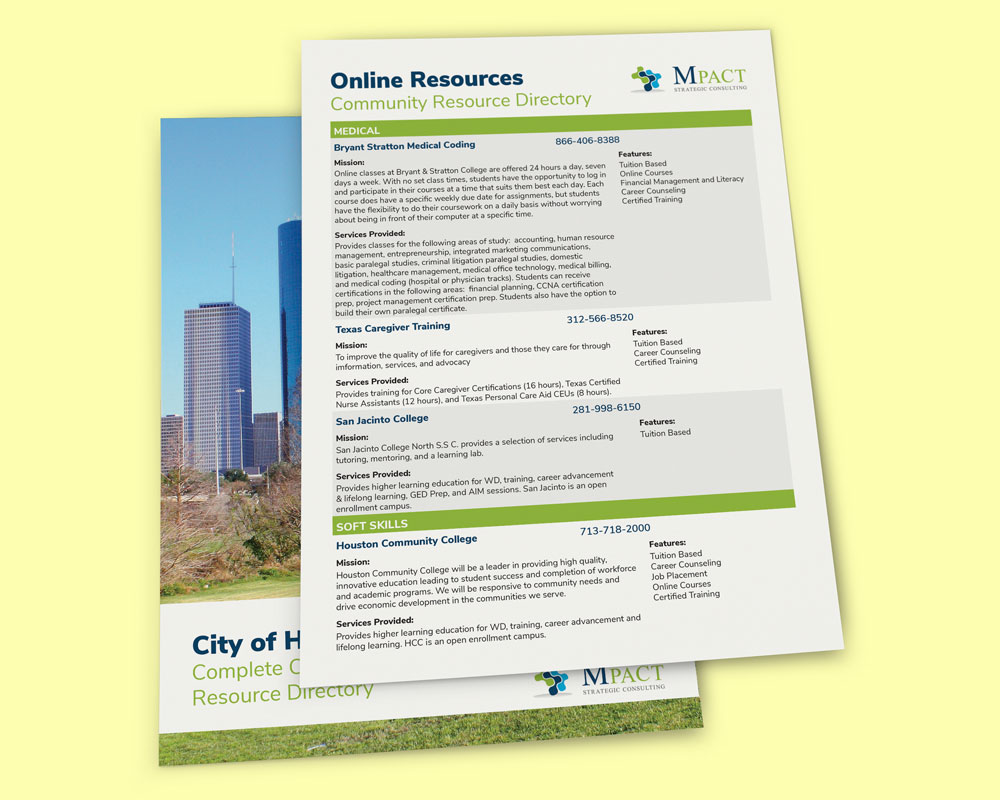 Online Resources
Community Resource Directory
MPACT
STRATEGIC CONSULTING
MEDICAL
Bryant Stratton Medical Coding
866-406-8388
Mission:
Online classes at Bryant & Stratton College are offered 24 hours a day, seven
days a week. With no set class times, students have the opportunity to log in
and participate in their courses at a time that suits them best each day. Each
course does have a specific weekly due date for assignments, but students
have the flexibility to do their coursework on a daily basis without worrying
about being in front of their computer at a specific time.
Features:
Tuition Based
Online Courses
Financial Management and Literacy
Career Counseling
Certified Training
Services Provided:
Provides classes for the following areas of study: accounting, human resource
management, entrepreneurship, integrated marketing communications,
basic paralegal studies, criminal litigation paralegal studies, domestic
litigation, healthcare management, medical office technology, medical billing,
and medical coding (hospital or physician tracks). Students can receive
certifications in the following areas: financial planning, CCNA certification
prep, project management certification prep. Students also have the option to
build their own paralegal certificate.
Texas Caregiver Training
312-566-8520
Mission:
To improve the quality of life for caregivers and those they care for through
imformation, services, and advocacy
Features:
Tuition Based
Career Counseling
Certified Training
Services Provided:
Provides training for Core Caregiver Certifications (16 hours), Texas Certified
Nurse Assistants (12 hours), and Texas Personal Care Aid CEUs (8 hours).
San Jacinto College
281-998-6150
Mission:
San Jacinto College North S.S C. provides a selection of services including
tutoring, mentoring, and a learning lab.
Features:
Tuition Based
Services Provided:
Provides higher learning education for WD, training, career advancement
& lifelong learning, GED Prep, and AIM sessions. San Jacinto is an open
enrollment campus.
SOFT SKILLS
Houston Community College
713-718-2000
Mission:
Houston Community College will be a leader in providing high quality,
innovative education leading to student success and completion of workforce
and academic programs. We will be responsive to community needs and
drive economic development in the communities we serve.
Features:
Tuition Based
Career Counseling
Job Placement
Online Courses
Certified Training
Services Provided:
Provides higher learning education for WD, training, career advancement and
lifelong learning. HCC is an open enrollment campus.
City of H
Complete C
Resource Directory
MPACT
STRATEGIC CONSULTING